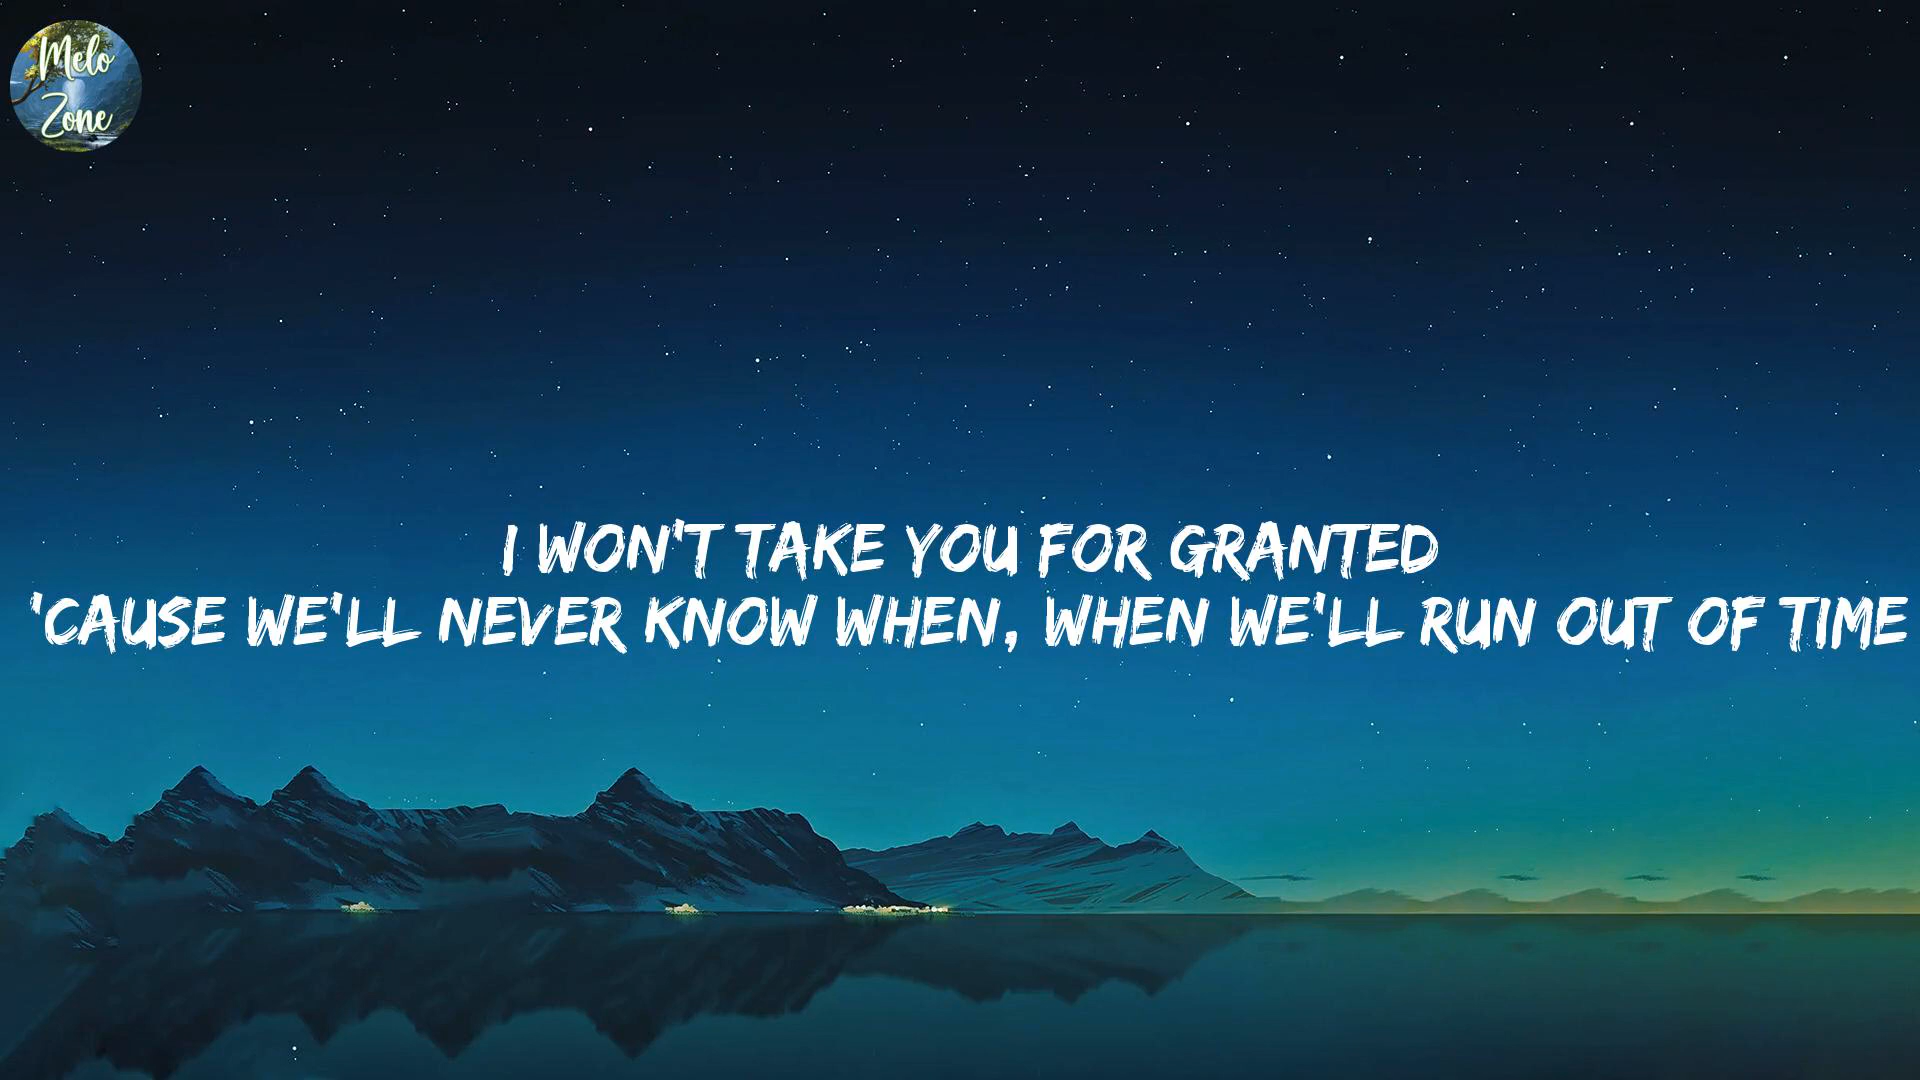 Melo
Zone
I WON'T TAKE YOU FOR GRANTED
'CAUSE WE'LL NEVER KNOW WHEN, WHEN WE'LL RUN OUT OF TIME